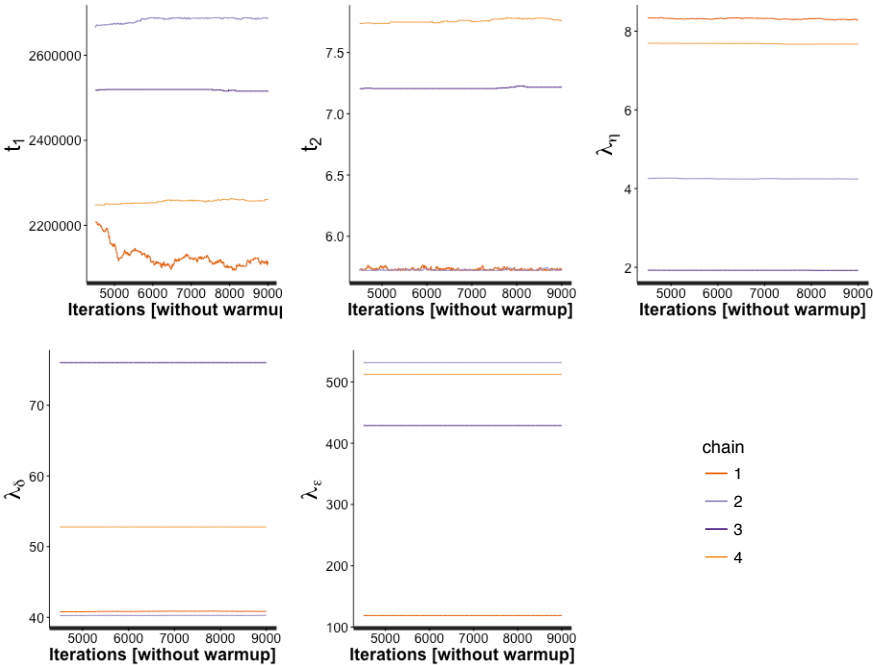 t1
2600000
2400000
2200000
5000 6000 7000 8000 9000
Iterations [without warmup
t2
7.5
7.0
6.5
6.0
5000 6000 7000 8000 9000
Iterations [without warmup]
λη
8
6
4
2
5000 6000 7000 8000 9000
Iterations [without warmup]
λδ
70
60
50
40
5000 6000 7000 8000 9000
Iterations [without warmup]
λε
500
400
300
200
100
5000 6000 7000 8000 9000
Iterations [without warmup]
chain
1
2
3
4